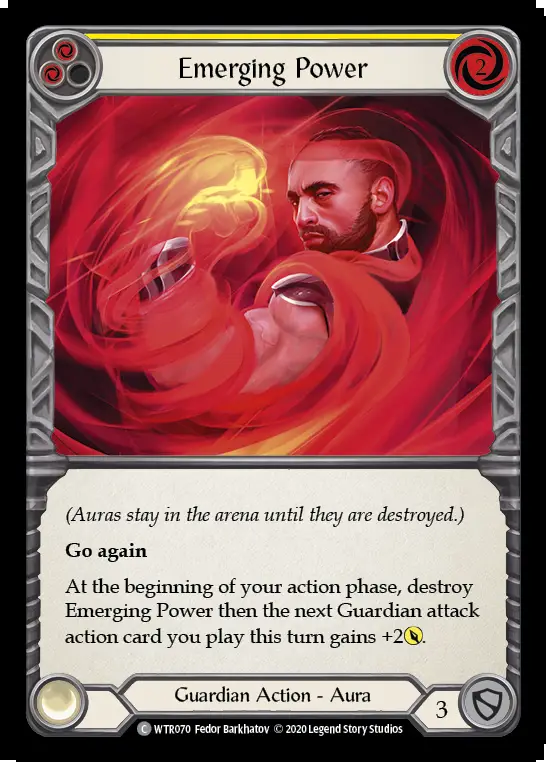 Emerging Power
2
(Auras stay in the arena until they are destroyed.)
Go again
At the beginning of your action phase, destroy
Emerging Power then the next Guardian attack
action card you play this turn gains +2.
Guardian Action - Aura
3
C WTR070 Fedor Barkhatov © 2020 Legend Story Studios